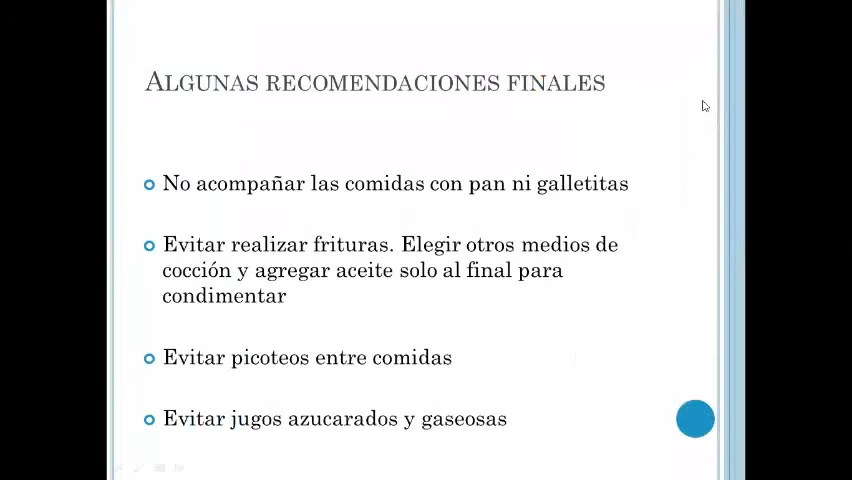 ALGUNAS RECOMENDACIONES FINALES
No acompañar las comidas con pan ni galletitas
Evitar realizar frituras. Elegir otros medios de
cocción y agregar aceite solo al final para
condimentar
Evitar picoteos entre comidas
Evitar jugos azucarados y gaseosas